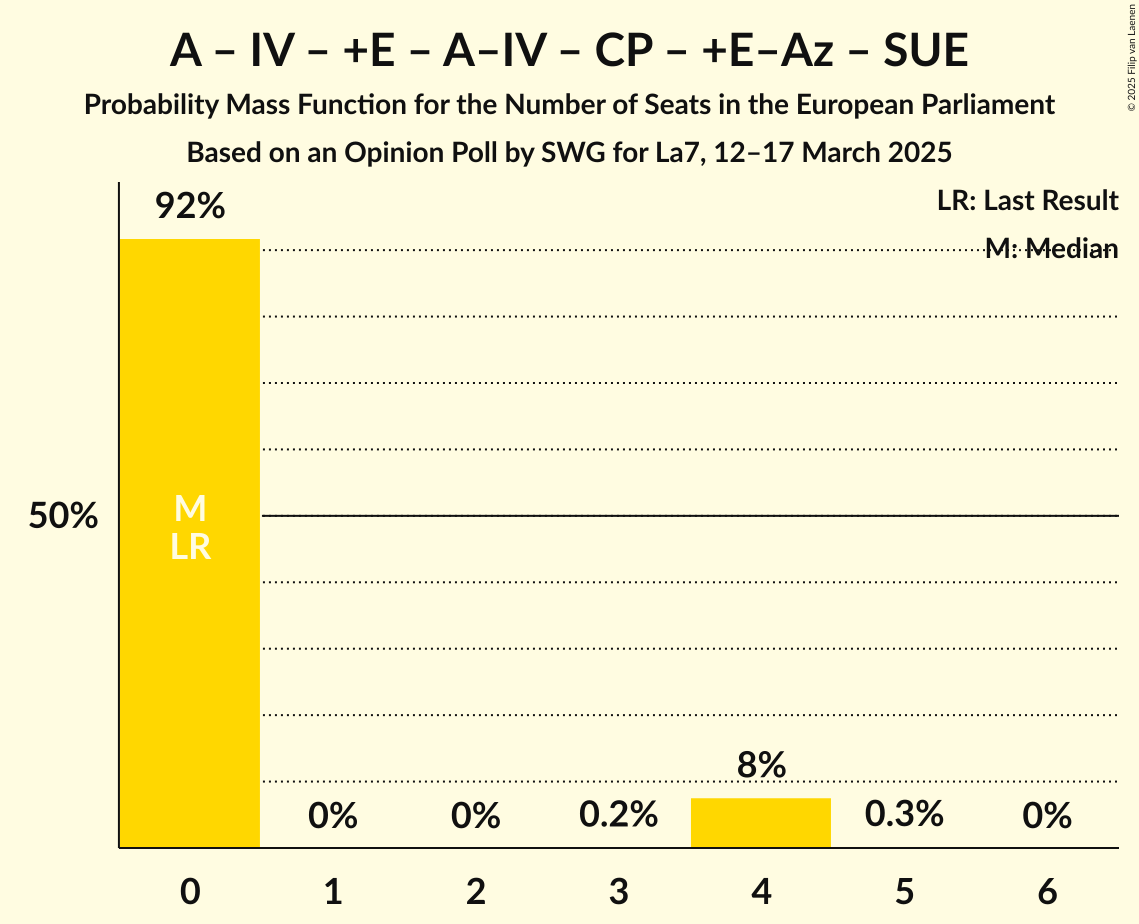 A – IV – +E – A–IV – CP – +E–Az – SUE
Probability Mass Function for the Number of Seats in the European Parliament
Based on an Opinion Poll by SWG for La7, 12–17 March 2025
© 2025 Filip van Laenen
LR: Last Result
M: Median
92%
50%
M
LR
0%
0%
0.2%
8%
0.3%
0%
0
1
2
3
4
5
6